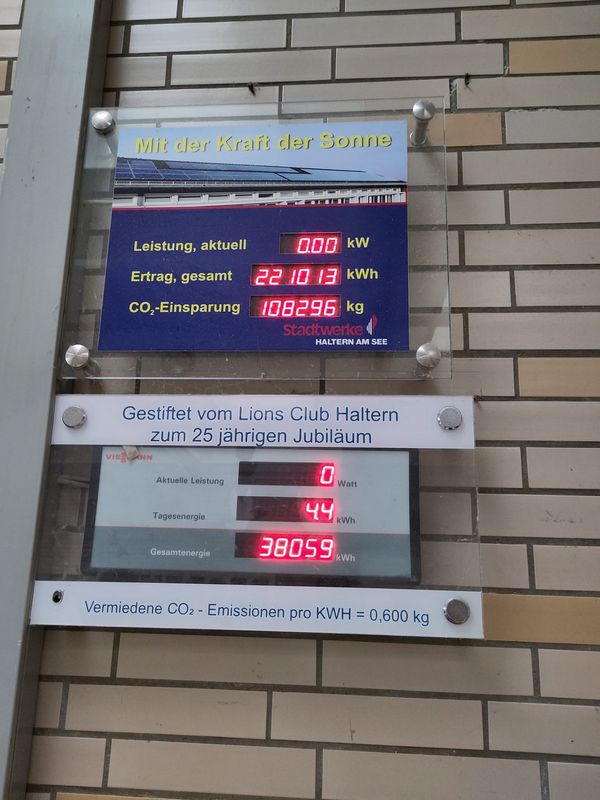 Mit der Kraft der Sonne
Leistung, aktuell 0.00 kW
Ertrag, gesamt 221013 kWh
CO₂-Einsparung 108296 kg
Stadtwerke
HALTERN AM SEE
Gestiftet vom Lions Club Haltern
zum 25 jährigen Jubiläum
Aktuelle Leistung 0 Watt
Tagesenergie 4.4 kWh
Gesamtenergie 38059 kWh
Vermiedene CO₂ - Emissionen pro KWH = 0,600 kg